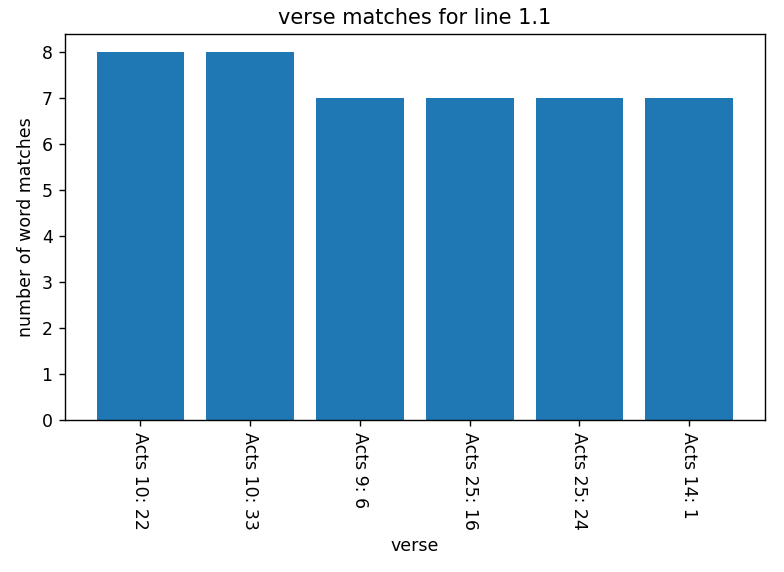 verse matches for line 1.1
number of word matches
8
7
6
5
4
3
2
1
0
Acts 10: 22
Acts 10: 33
Acts 9: 6
Acts 25: 16
Acts 25: 24
Acts 14: 1
verse